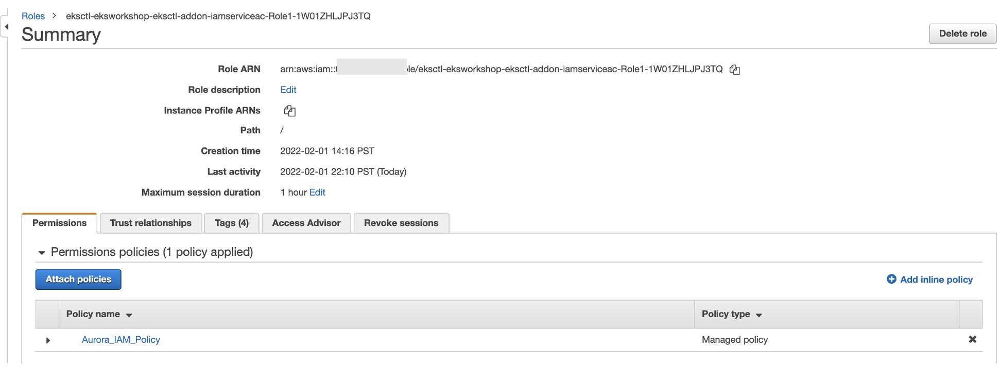 Roles > eksctl-eksworkshop-eksctl-addon-iamserviceac-Role1-1W01ZHLJPJ3TQ
Summary
Delete role
Role ARN arn:aws:iam:: /eksctl-eksworkshop-eksctl-addon-iamserviceac-Role1-1W01ZHLJPJ3TQ
Role description Edit
Instance Profile ARNs
Path /
Creation time 2022-02-01 14:16 PST
Last activity 2022-02-01 22:10 PST (Today)
Maximum session duration 1 hour Edit
Permissions Trust relationships Tags (4) Access Advisor Revoke sessions
Permissions policies (1 policy applied)
Attach policies Add inline policy
Policy name Policy type
Aurora_IAM_Policy Managed policy